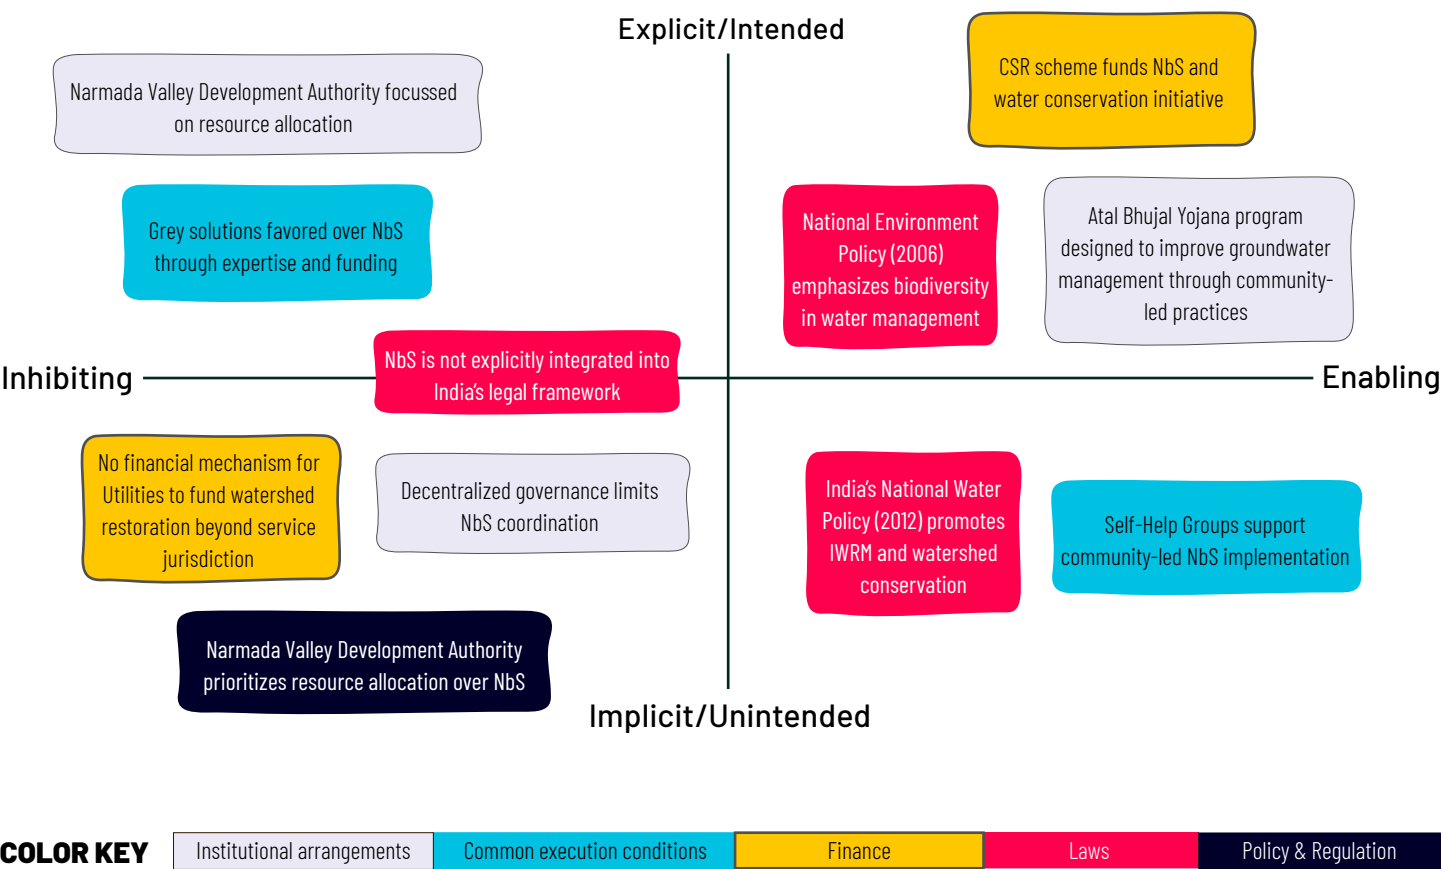 Explicit/Intended
Narmada Valley Development Authority focussed
on resource allocation
Grey solutions favored over NbS
through expertise and funding
CSR scheme funds NbS and
water conservation initiative
National Environment
Policy (2006)
emphasizes biodiversity
in water management
Atal Bhujal Yojana program
designed to improve groundwater
management through community-
led practices
NbS is not explicitly integrated into
India's legal framework
Inhibiting
Enabling
No financial mechanism for
Utilities to fund watershed
restoration beyond service
jurisdiction
Decentralized governance limits
NbS coordination
India's National Water
Policy (2012) promotes
IWRM and watershed
conservation
Self-Help Groups support
community-led NbS implementation
Narmada Valley Development Authority
prioritizes resource allocation over NbS
Implicit/Unintended
COLOR KEY
Institutional arrangements
Common execution conditions
Finance
Laws
Policy & Regulation